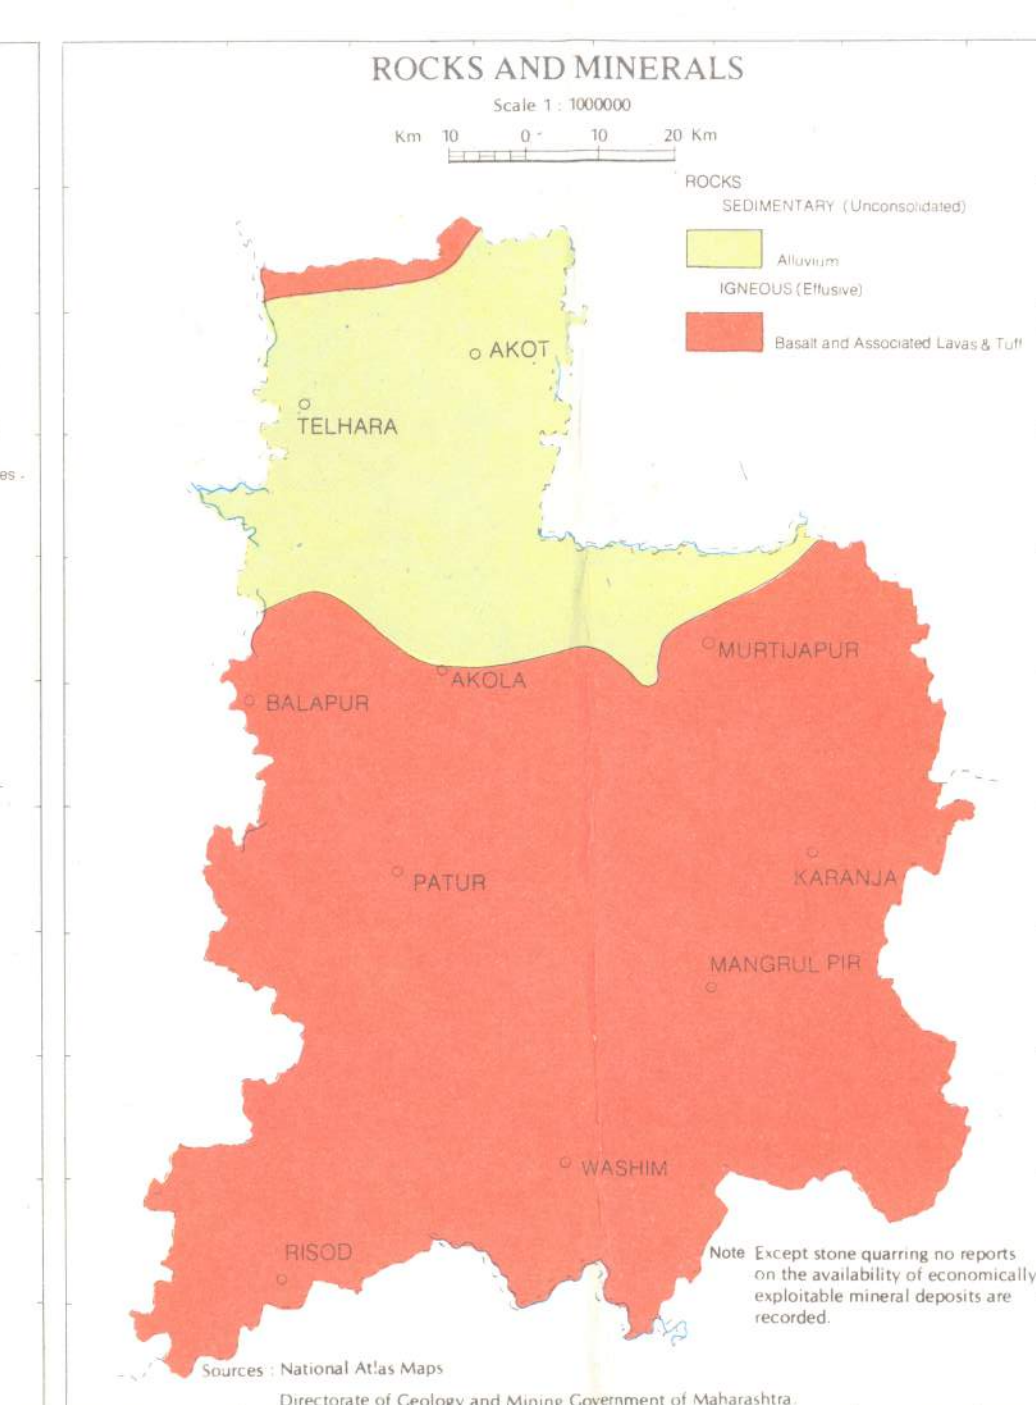 ROCKS AND MINERALS
Scale 1 : 1000000
Km 10 0 10 20 Km
ROCKS
SEDIMENTARY (Unconsolidated)
Alluvium
IGNEOUS (Effusive)
Basalt and Associated Lavas & Tuff
AKOT
TELHARA
es -
MURTIJAPUR
AKOLA
BALAPUR
PATUR
KARANJA
MANGRUL PIR
WASHIM
RISOD
Note Except stone quarring no reports
on the availability of economically
exploitable mineral deposits are
recorded.
Sources : National Atlas Maps
Directorate of Geology and Mining Government of Maharashtra.